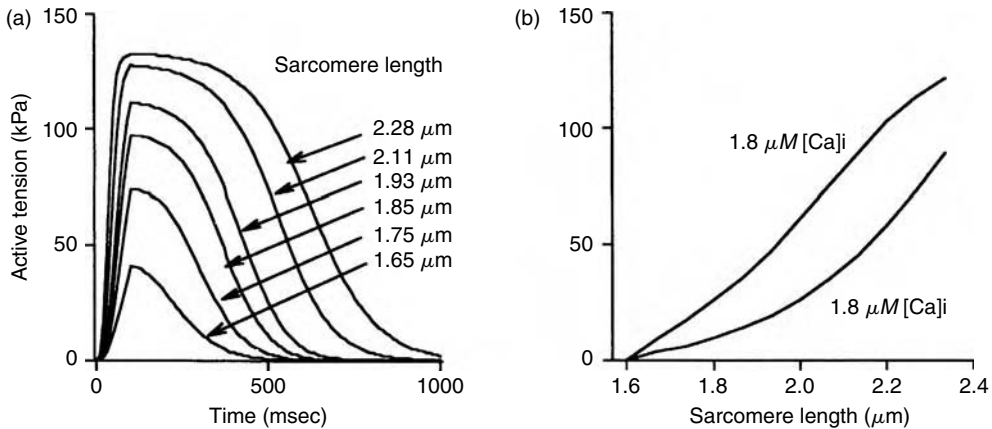 (a)
150
100
50
0
Active tension (kPa)
Sarcomere length
2.28 μm
2.11 μm
1.93 μm
1.85 μm
1.75 μm
1.65 μm
0
500
1000
Time (msec)
(b)
150
100
50
0
1.8 μM [Ca]i
1.8 μM [Ca]i
1.6
1.8
2.0
2.2
2.4
Sarcomere length (μm)